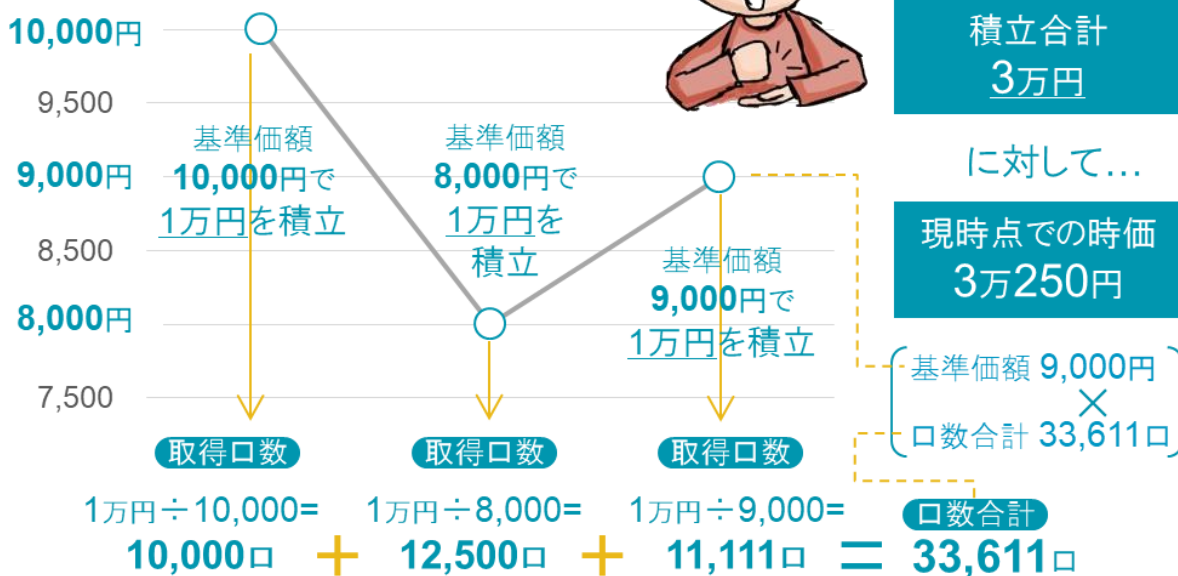 10,000円
9,500
9,000円
8,500
8,000円
7,500
基準価額
10,000円で
1万円を積立
基準価額
8,000円で
1万円を
積立
基準価額
9,000円で
1万円を積立
積立合計
3万円
に対して…
現時点での時価
3万250円
基準価額 9,000円
×
口数合計 33,611口
取得口数
1万円÷10,000=
10,000口
+
取得口数
1万円÷8,000=
12,500口
+
取得口数
1万円÷9,000=
11,111口
=
口数合計
33,611口